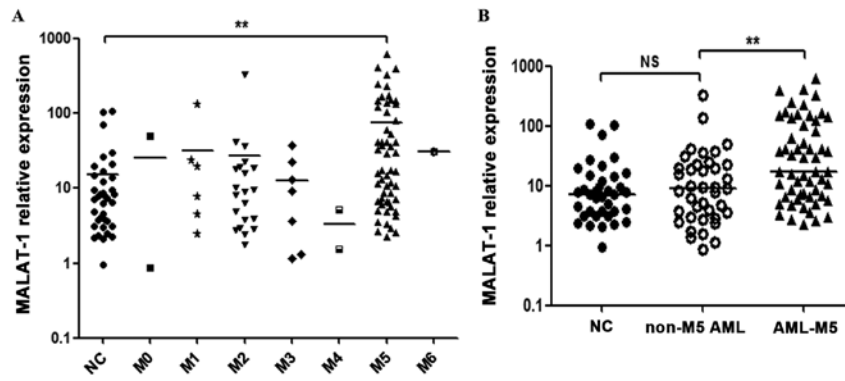 A
**
MALAT-1 relative expression
1000
100
10
1
0.1
NC
M0
M1
M2
M3
M4
M5
M6
B
NS
**
MALAT-1 relative expression
1000
100
10
1
0.1
NC
non-M5 AML
AML-M5